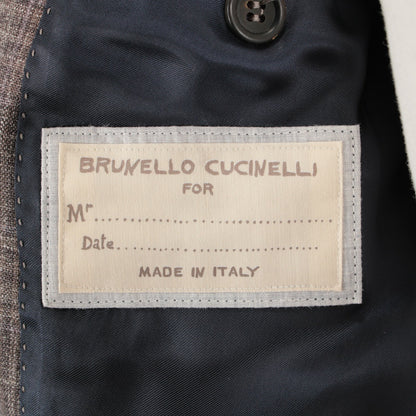 BRUNELLO CUCINELLI
FOR
Mr..............................
Date..............................
MADE IN ITALY